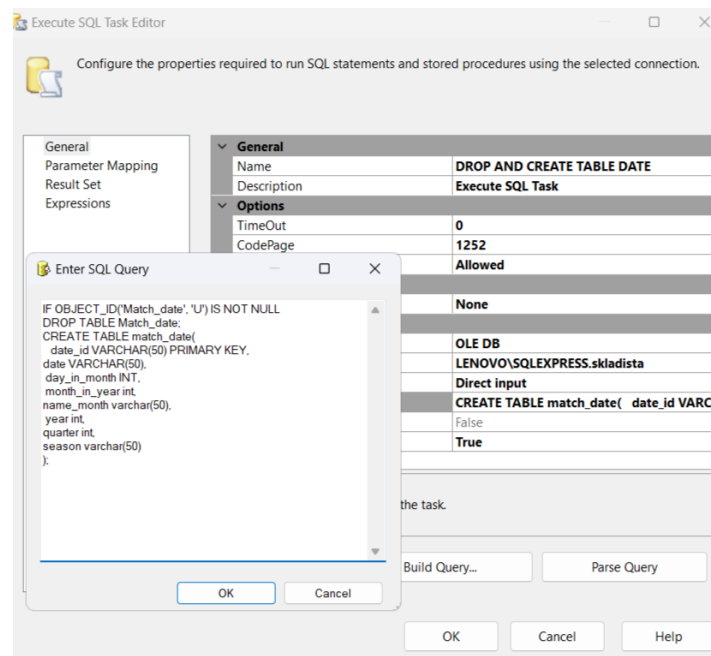 Execute SQL Task Editor
Configure the properties required to run SQL statements and stored procedures using the selected connection.
General
Parameter Mapping
Result Set
Expressions
General
Name DROP AND CREATE TABLE DATE
Description Execute SQL Task
Options
TimeOut 0
CodePage 1252
Allowed
None
OLE DB
LENOVO\SQLEXPRESS.skladista
Direct input
CREATE TABLE match_date( date_id VARC
False
True
Enter SQL Query
IF OBJECT_ID('Match_date', 'U') IS NOT NULL
DROP TABLE Match_date;
CREATE TABLE match_date(
date_id VARCHAR(50) PRIMARY KEY,
date VARCHAR(50),
day_in_month INT,
month_in_year int,
name_month varchar(50),
year int,
quarter int,
season varchar(50)
);
OK Cancel
the task.
Build Query... Parse Query
OK Cancel Help